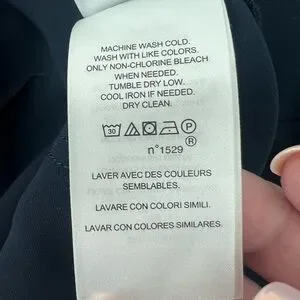 MACHINE WASH COLD.
WASH WITH LIKE COLORS.
ONLY NON-CHLORINE BLEACH
WHEN NEEDED.
TUMBLE DRY LOW.
COOL IRON IF NEEDED.
DRY CLEAN.
30 P
®
n°1529
LAVER AVEC DES COULEURS
SEMBLABLES.
LAVARE CON COLORI SIMILI.
LAVAR CON COLORES SIMILARES.